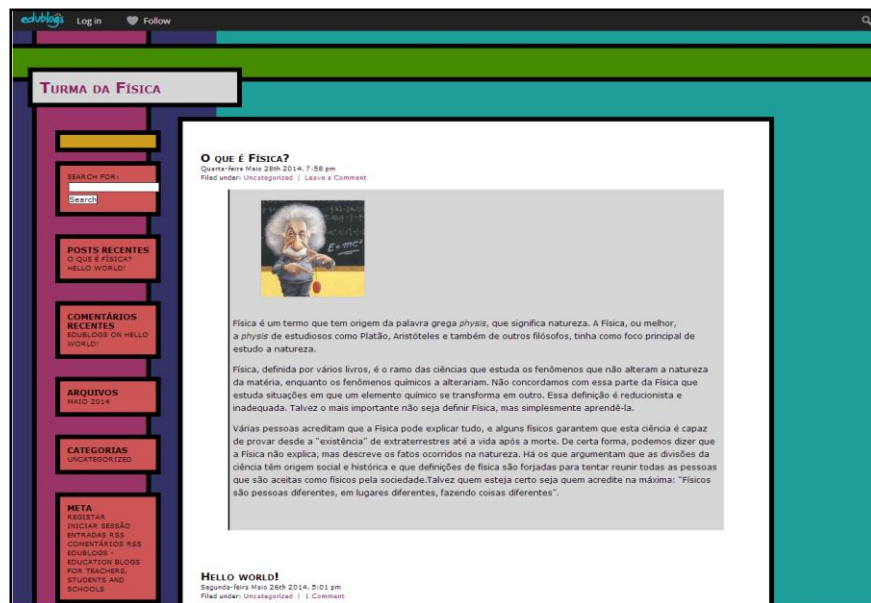 edublogs Log in Follow
TURMA DA FÍSICA
SEARCH FOR:
Search
POSTS RECENTES
O QUE É FÍSICA?
HELLO WORLD!
COMENTÁRIOS
RECENTES
EDUBLOGS ON HELLO
WORLD!
ARQUIVOS
MAIO 2014
CATEGORIAS
UNCATEGORIZED
META
REGISTAR
INICIAR SESSÃO
ENTRADAS RSS
COMENTÁRIOS RSS
EDUBLOGS -
EDUCATION BLOGS
FOR TEACHERS,
STUDENTS AND
SCHOOLS
O QUE É FÍSICA?
Quarta-feira Maio 28th 2014, 7:58 pm
Filed under: Uncategorized | Leave a Comment
E=mc²
Física é um termo que tem origem da palavra grega physis, que significa natureza. A Física, ou melhor,
a physis de estudiosos como Platão, Aristóteles e também de outros filósofos, tinha como foco principal de
estudo a natureza.
Física, definida por vários livros, é o ramo das ciências que estuda os fenômenos que não alteram a natureza
da matéria, enquanto os fenômenos químicos a alterariam. Não concordamos com essa parte da Física que
estuda situações em que um elemento químico se transforma em outro. Essa definição é reducionista e
inadequada. Talvez o mais importante não seja definir Física, mas simplesmente aprendê-la.
Várias pessoas acreditam que a Física pode explicar tudo, e alguns físicos garantem que esta ciência é capaz
de provar desde a "existência" de extraterrestres até a vida após a morte. De certa forma, podemos dizer que
a Física não explica, mas descreve os fatos ocorridos na natureza. Há os que argumentam que as divisões da
ciência têm origem social e histórica e que definições de física são forjadas para tentar reunir todas as pessoas
que são aceitas como físicos pela sociedade.Talvez quem esteja certo seja quem acredite na máxima: "Físicos
são pessoas diferentes, em lugares diferentes, fazendo coisas diferentes".
HELLO WORLD!
Segunda-feira Maio 26th 2014, 5:01 pm
Filed under: Uncategorized | 1 Comment